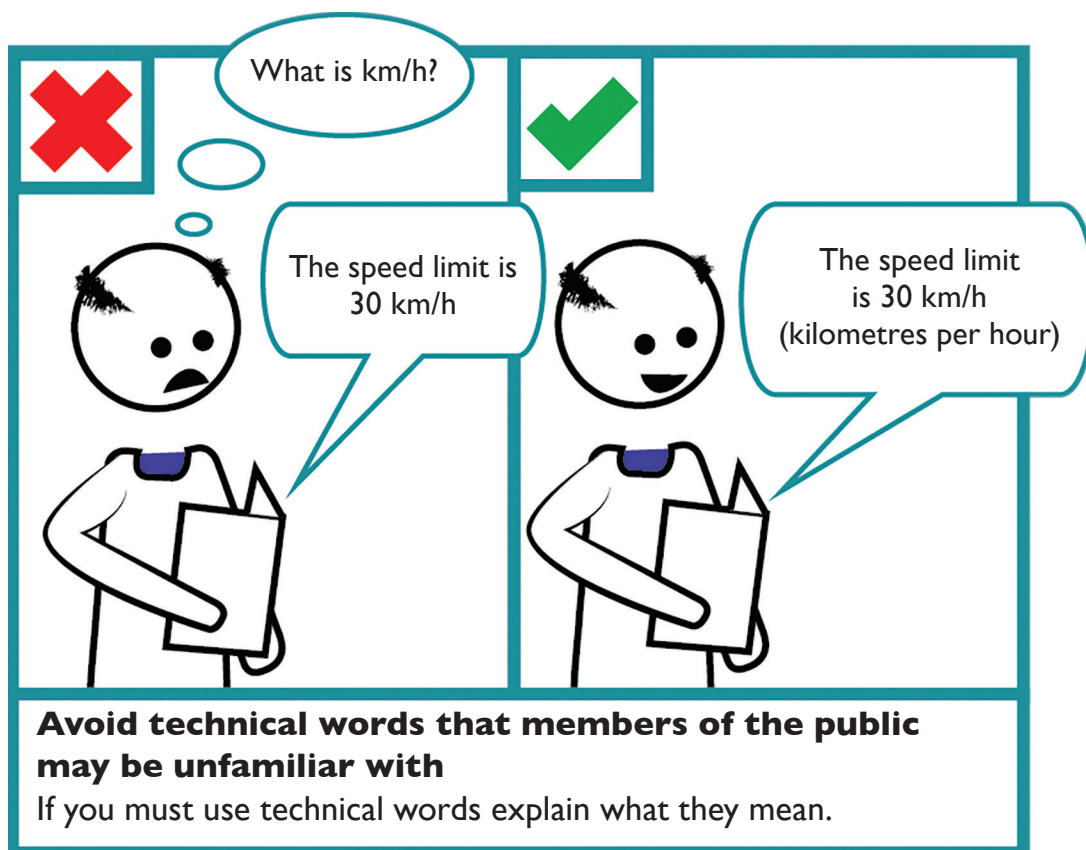 What is km/h?
The speed limit is
30 km/h
The speed limit
is 30 km/h
(kilometres per hour)
Avoid technical words that members of the public
may be unfamiliar with
If you must use technical words explain what they mean.